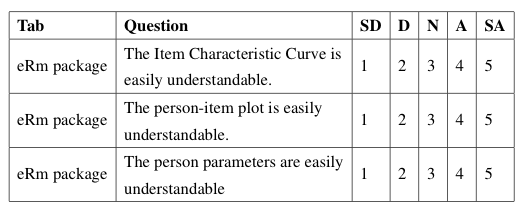 Tab Question SD D N A SA
eRm package The Item Characteristic Curve is easily understandable. 1 2 3 4 5
eRm package The person-item plot is easily understandable. 1 2 3 4 5
eRm package The person parameters are easily understandable 1 2 3 4 5